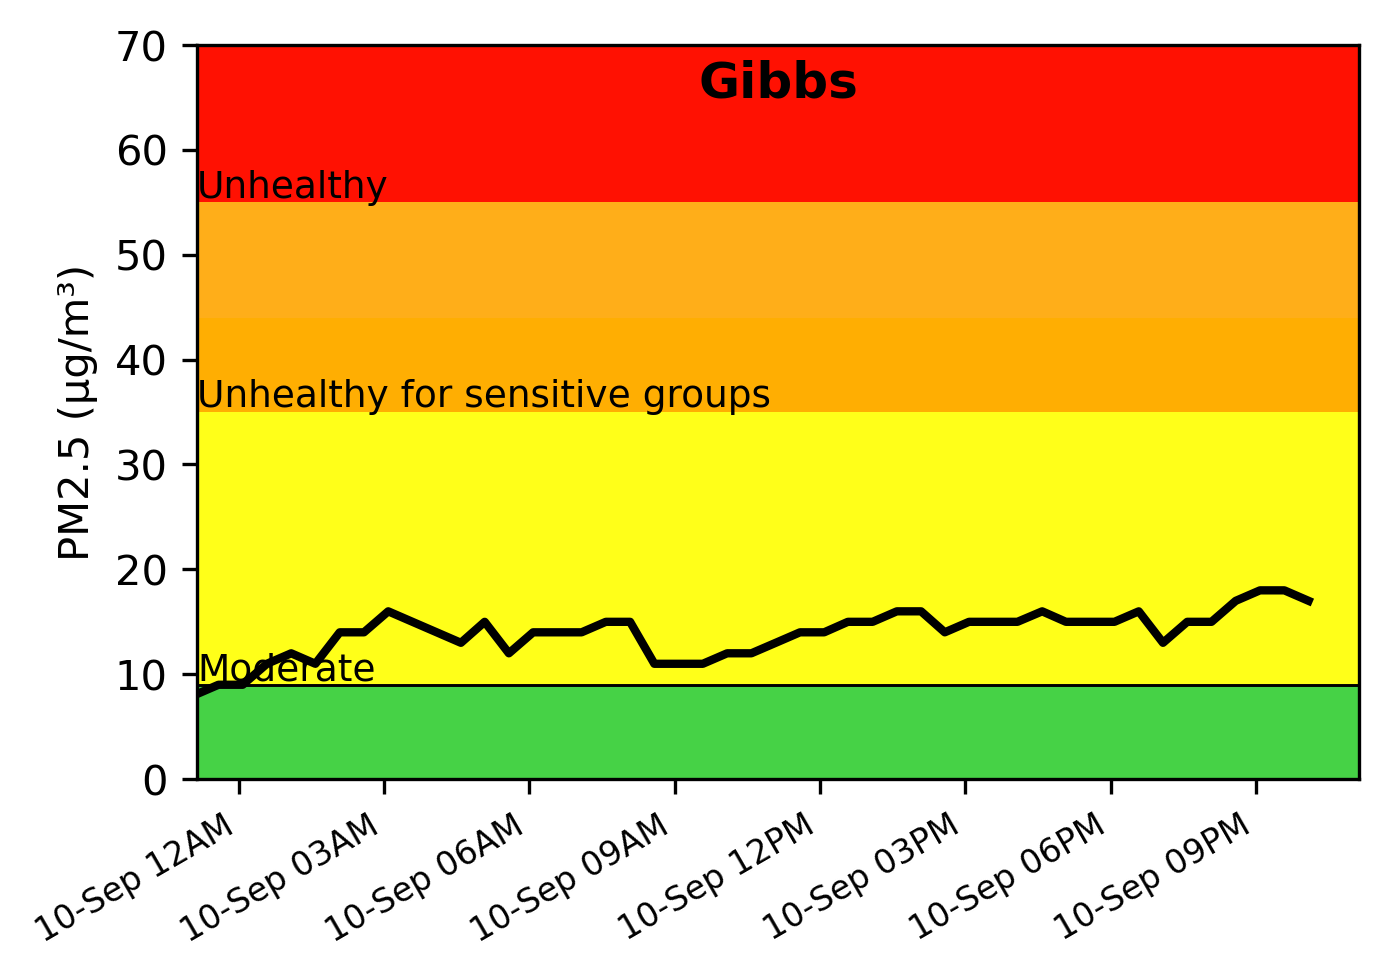 Gibbs
PM2.5 (µg/m³)
70
60
50
40
30
20
10
0
Unhealthy
Unhealthy for sensitive groups
Moderate
10-Sep 12AM
10-Sep 03AM
10-Sep 06AM
10-Sep 09AM
10-Sep 12PM
10-Sep 03PM
10-Sep 06PM
10-Sep 09PM